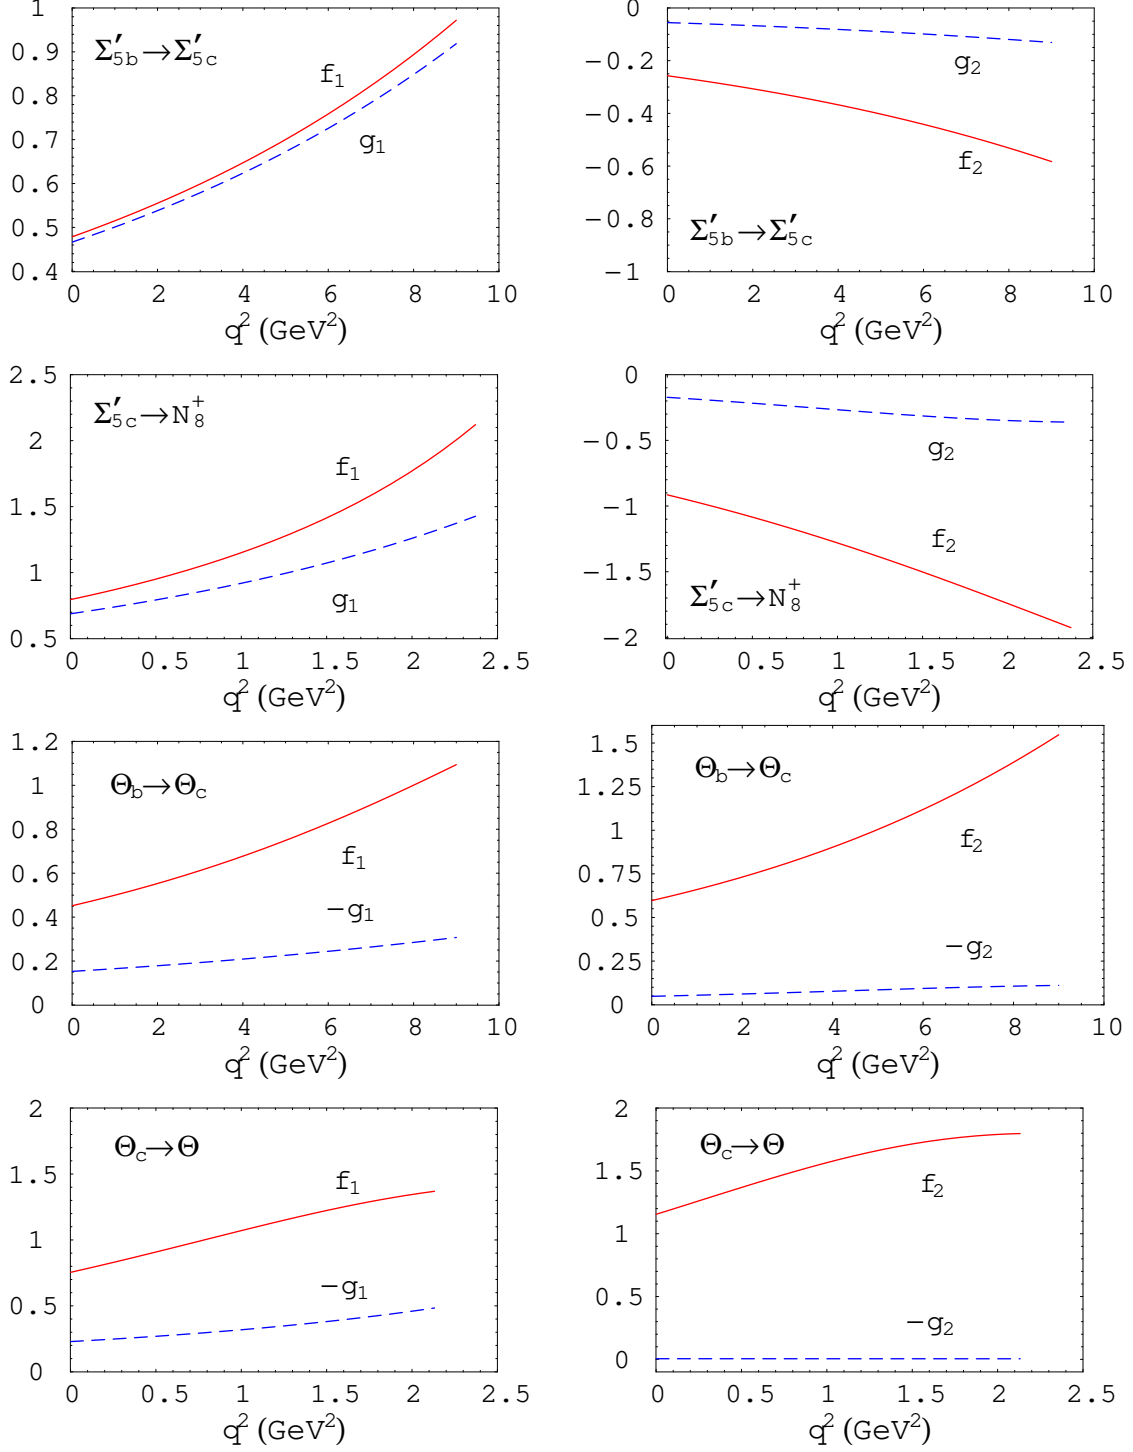 1
0.9
0.8
0.7
0.6
0.5
0.4
Σ′5b→Σ′5c
f1
g1
0 2 4 6 8 10
q² (GeV²)
0
−0.2
−0.4
−0.6
−0.8
−1
g2
f2
Σ′5b→Σ′5c
0 2 4 6 8 10
q² (GeV²)
2.5
2
1.5
1
0.5
Σ′5c→N8+
f1
g1
0 0.5 1 1.5 2 2.5
q² (GeV²)
0
−0.5
−1
−1.5
−2
g2
f2
Σ′5c→N8+
0 0.5 1 1.5 2 2.5
q² (GeV²)
1.2
1
0.8
0.6
0.4
0.2
0
Θb→Θc
f1
−g1
0 2 4 6 8 10
q² (GeV²)
1.5
1.25
1
0.75
0.5
0.25
0
Θb→Θc
f2
−g2
0 2 4 6 8 10
q² (GeV²)
2
1.5
1
0.5
0
Θc→Θ
f1
−g1
0 0.5 1 1.5 2 2.5
q² (GeV²)
2
1.5
1
0.5
0
Θc→Θ
f2
−g2
0 0.5 1 1.5 2 2.5
q² (GeV²)